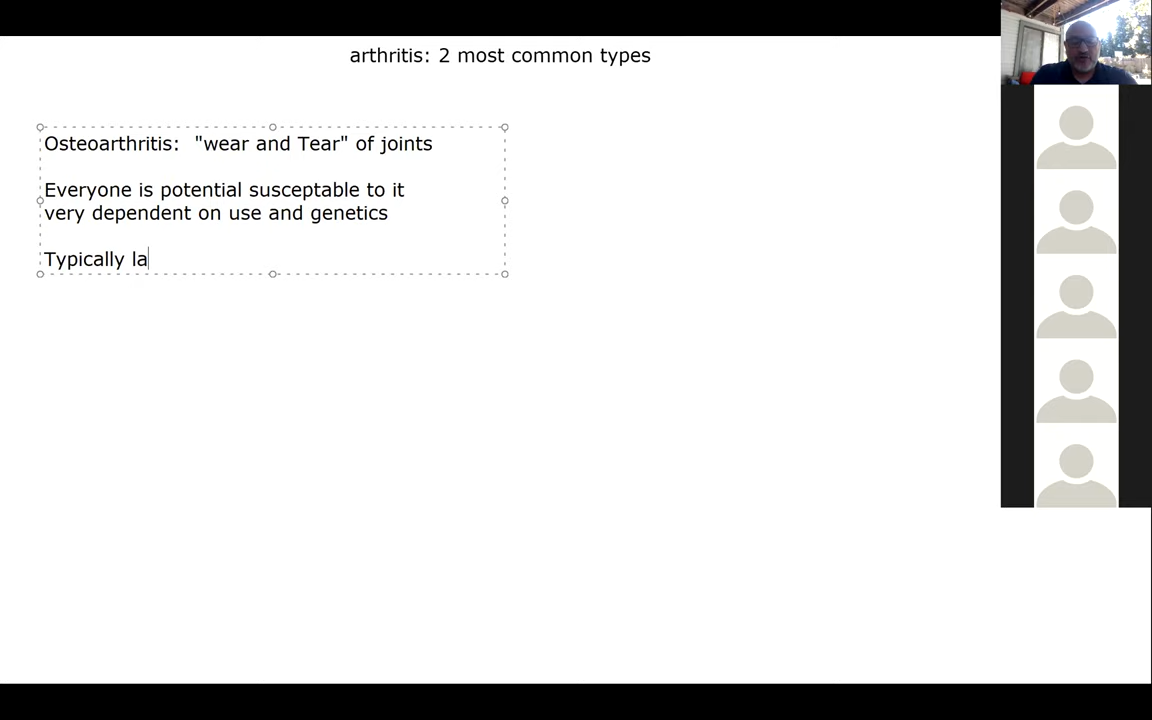 arthritis: 2 most common types
Osteoarthritis: "wear and Tear" of joints
Everyone is potential susceptable to it
very dependent on use and genetics
Typically la